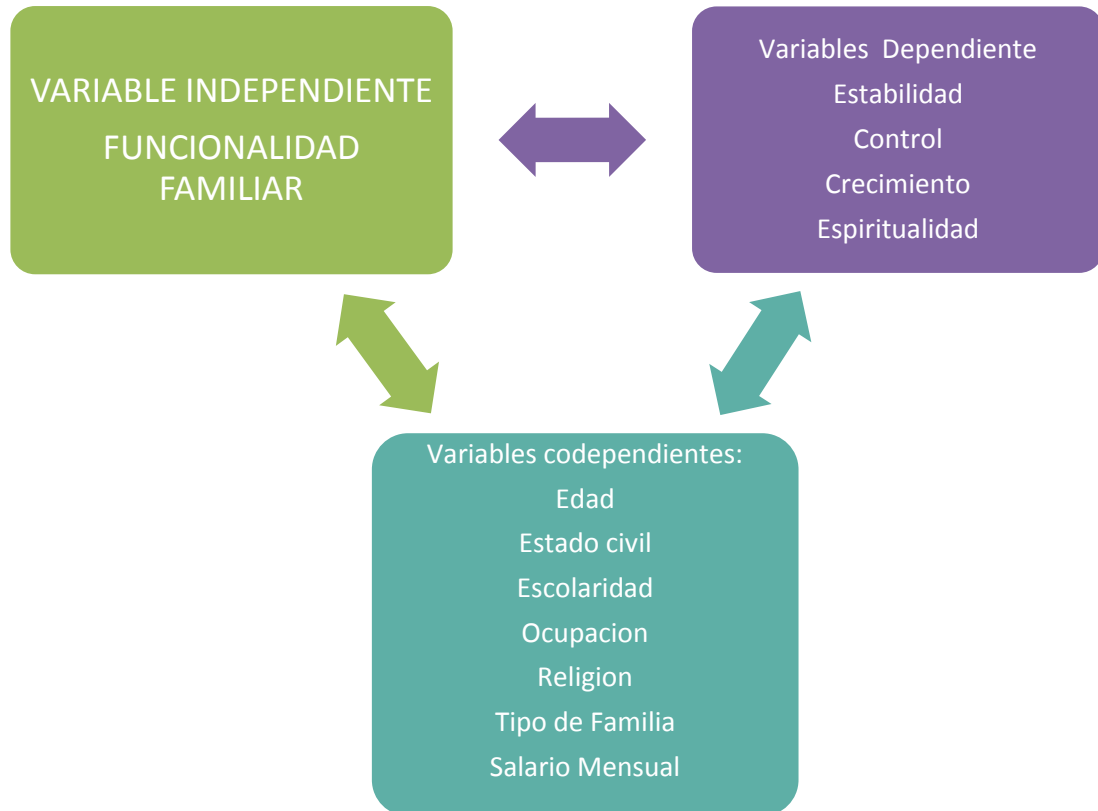 VARIABLE INDEPENDIENTE
FUNCIONALIDAD
FAMILIAR
Variables Dependiente
Estabilidad
Control
Crecimiento
Espiritualidad
Variables codependientes:
Edad
Estado civil
Escolaridad
Ocupacion
Religion
Tipo de Familia
Salario Mensual